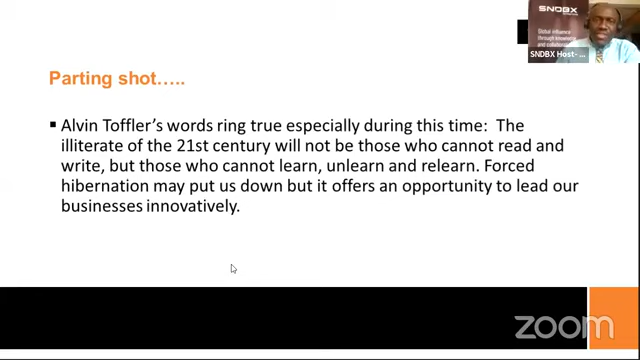 SNDBX
Global influence
through knowledge
and collaboration
SNDBX Host- ...
Parting shot…..
▪ Alvin Toffler’s words ring true especially during this time: The
illiterate of the 21st century will not be those who cannot read and
write, but those who cannot learn, unlearn and relearn. Forced
hibernation may put us down but it offers an opportunity to lead our
businesses innovatively.
zoom